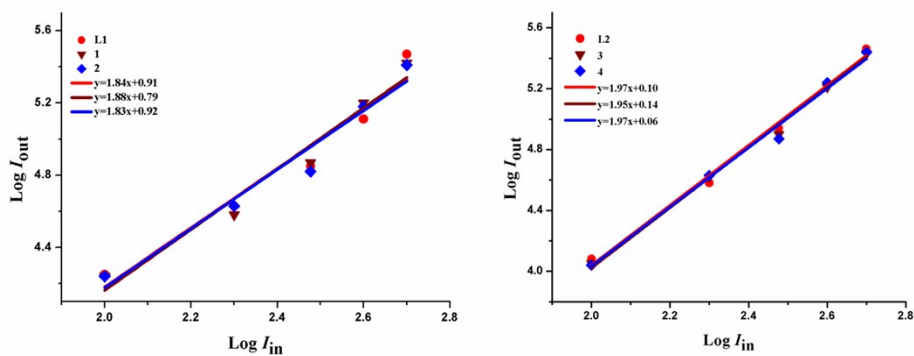 5.6
5.2
4.8
4.4
Log Iout
L1
1
2
y=1.84x+0.91
y=1.88x+0.79
y=1.83x+0.92
2.0 2.2 2.4 2.6 2.8
Log Iin
5.6
5.2
4.8
4.4
4.0
Log Iout
L2
3
4
y=1.97x+0.10
y=1.95x+0.14
y=1.97x+0.06
2.0 2.2 2.4 2.6 2.8
Log Iin